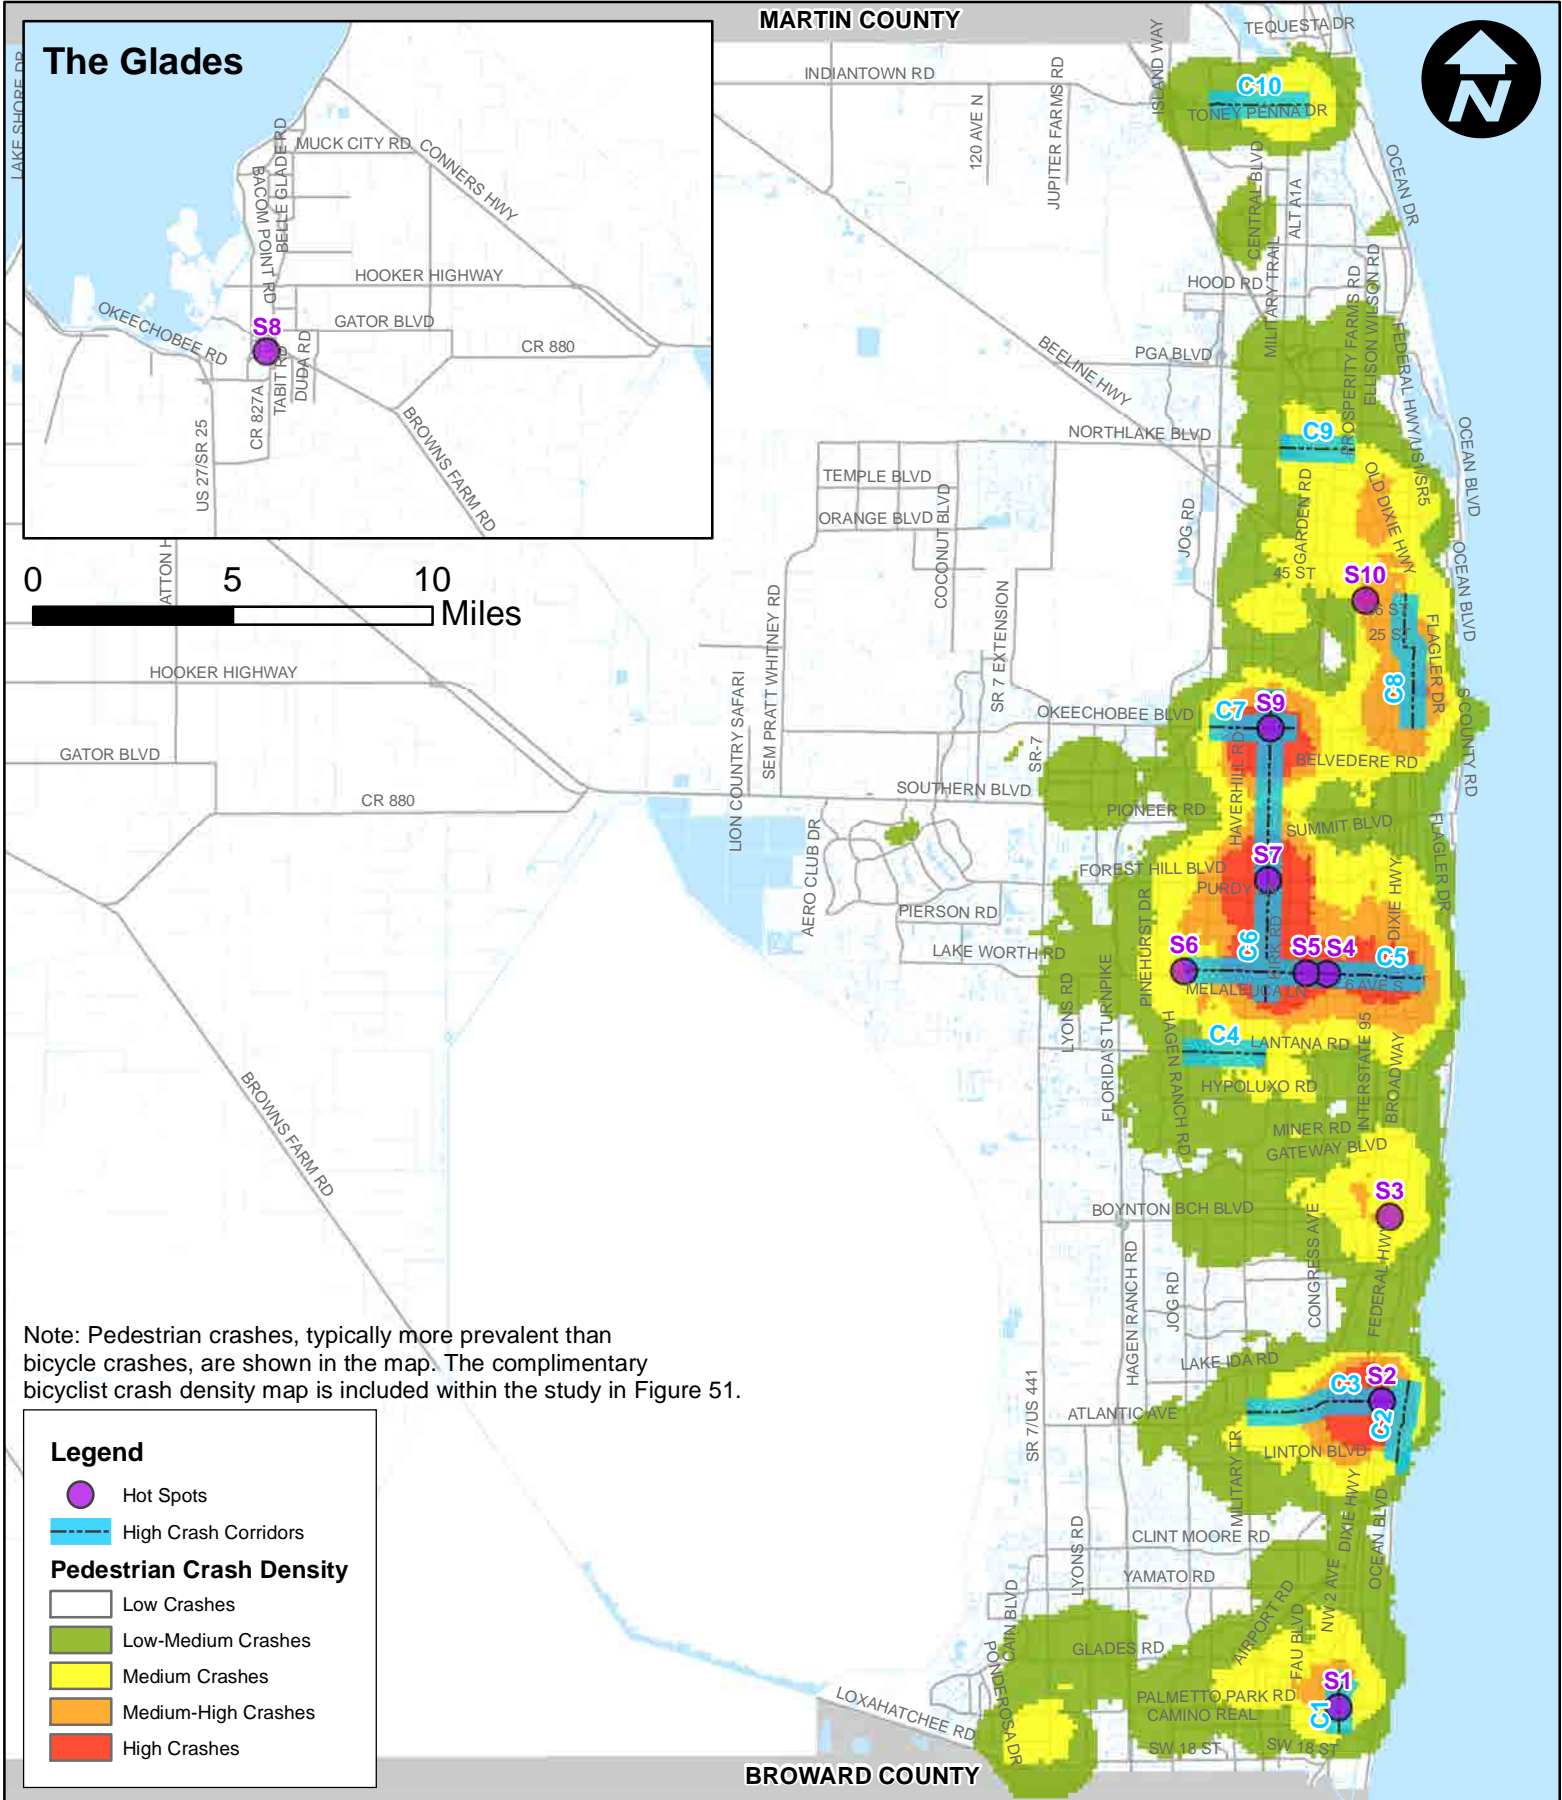 MARTIN COUNTY
The Glades
LAKE SHORE DR
MUCK CITY RD
CONNERS HWY
BACOM POINT RD
BELLE GLADE RD
HOOKER HIGHWAY
OKEECHOBEE RD
S8
GATOR BLVD
CR 880
TABIT RD
DUDA RD
CR 827A
US 27/SR 25
BROWNS FARM RD
0 5 10
Miles
INDIANTOWN RD
ISLAND WAY
TEQUESTA DR
N
C10
TONEY PENNA DR
120 AVE N
JUPITER FARMS RD
CENTRAL BLVD
ALT A1A
OCEAN DR
MILITARY TRAIL
HOOD RD
PROSPERITY FARMS RD
ELLISON WILSON RD
FEDERAL HWY/US1/SR5
PGA BLVD
BEELINE HWY
NORTHLAKE BLVD
C9
OCEAN BLVD
TEMPLE BLVD
ORANGE BLVD
COCONUT BLVD
JOG RD
GARDEN RD
OLD DIXIE HWY
45 ST
S10
OCEAN BLVD
25 ST
FLAGLER DR
C8
HOOKER HIGHWAY
SEM PRATT WHITNEY RD
SR 7 EXTENSION
LION COUNTRY SAFARI
OKEECHOBEE BLVD
C7
S9
S COUNTY RD
GATOR BLVD
SR-7
HAVERHILL RD
BELVEDERE RD
CR 880
SOUTHERN BLVD
PIONEER RD
SUMMIT BLVD
FLAGLER DR
AERO CLUB DR
FOREST HILL BLVD
S7
PURDY LN
DIXIE HWY
PIERSON RD
PINEHURST DR
LAKE WORTH RD
S6
C6
KIRK RD
S5
S4
C5
MELALEUCA LN
6 AVE S
LYONS RD
FLORIDA'S TURNPIKE
HAGEN RANCH RD
C4
LANTANA RD
INTERSTATE 95
BROADWAY
HYPOLUXO RD
MINER RD
GATEWAY BLVD
BROWNS FARM RD
BOYNTON BCH BLVD
S3
CONGRESS AVE
FEDERAL HWY
HAGEN RANCH RD
JOG RD
LAKE IDA RD
SR 7/US 441
ATLANTIC AVE
C3
S2
C2
LINTON BLVD
MILITARY TR
DIXIE HWY
OCEAN BLVD
CLINT MOORE RD
LYONS RD
YAMATO RD
NW 2 AVE
CAIN BLVD
AIRPORT RD
FAU BLVD
GLADES RD
PONDEROSA DR
PALMETTO PARK RD
CAMINO REAL
S1
C1
LOXAHATCHEE RD
SW 18 ST
SW 18 ST
BROWARD COUNTY
Note: Pedestrian crashes, typically more prevalent than
bicycle crashes, are shown in the map. The complimentary
bicyclist crash density map is included within the study in Figure 51.
Legend
Hot Spots
High Crash Corridors
Pedestrian Crash Density
Low Crashes
Low-Medium Crashes
Medium Crashes
Medium-High Crashes
High Crashes